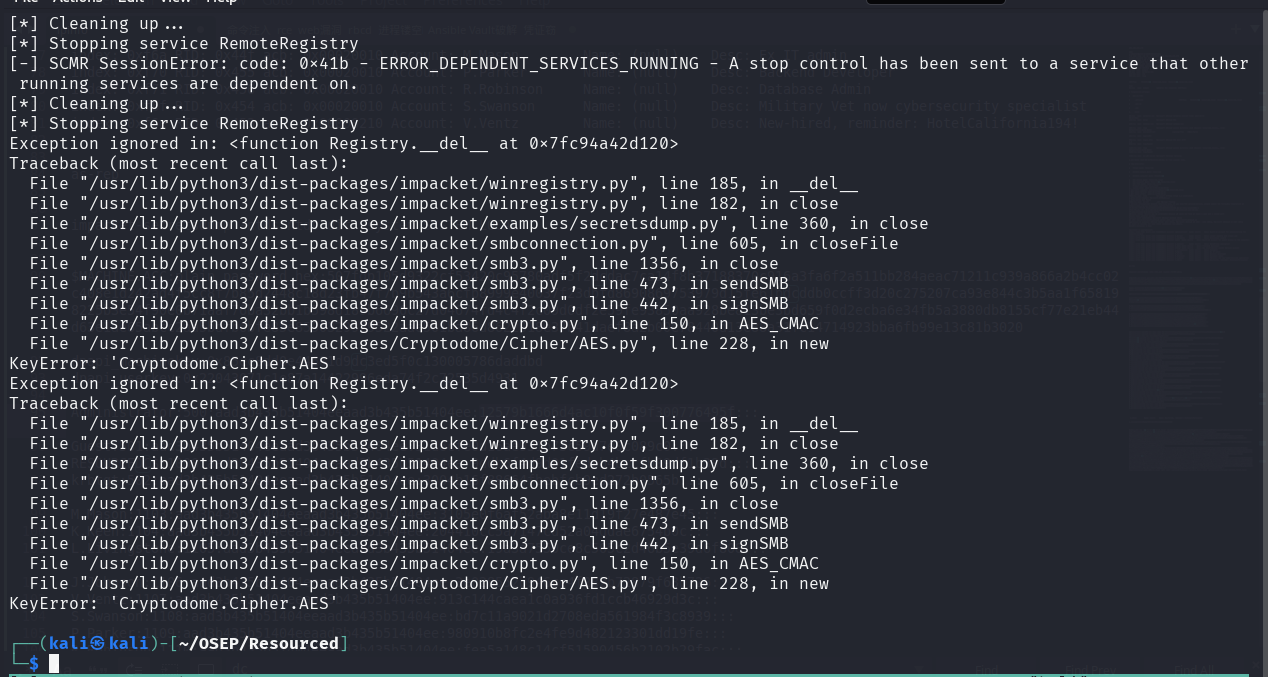 [*] Cleaning up...
[*] Stopping service RemoteRegistry
[-] SCMR SessionError: code: 0x41b - ERROR_DEPENDENT_SERVICES_RUNNING - A stop control has been sent to a service that other
running services are dependent on.
[*] Cleaning up...
[*] Stopping service RemoteRegistry
Exception ignored in: <function Registry.__del__ at 0x7fc94a42d120>
Traceback (most recent call last):
  File "/usr/lib/python3/dist-packages/impacket/winregistry.py", line 185, in __del__
  File "/usr/lib/python3/dist-packages/impacket/winregistry.py", line 182, in close
  File "/usr/lib/python3/dist-packages/impacket/examples/secretsdump.py", line 360, in close
  File "/usr/lib/python3/dist-packages/impacket/smbconnection.py", line 605, in closeFile
  File "/usr/lib/python3/dist-packages/impacket/smb3.py", line 1356, in close
  File "/usr/lib/python3/dist-packages/impacket/smb3.py", line 473, in sendSMB
  File "/usr/lib/python3/dist-packages/impacket/smb3.py", line 442, in signSMB
  File "/usr/lib/python3/dist-packages/impacket/crypto.py", line 150, in AES_CMAC
  File "/usr/lib/python3/dist-packages/Cryptodome/Cipher/AES.py", line 228, in new
KeyError: 'Cryptodome.Cipher.AES'
Exception ignored in: <function Registry.__del__ at 0x7fc94a42d120>
Traceback (most recent call last):
  File "/usr/lib/python3/dist-packages/impacket/winregistry.py", line 185, in __del__
  File "/usr/lib/python3/dist-packages/impacket/winregistry.py", line 182, in close
  File "/usr/lib/python3/dist-packages/impacket/examples/secretsdump.py", line 360, in close
  File "/usr/lib/python3/dist-packages/impacket/smbconnection.py", line 605, in closeFile
  File "/usr/lib/python3/dist-packages/impacket/smb3.py", line 1356, in close
  File "/usr/lib/python3/dist-packages/impacket/smb3.py", line 473, in sendSMB
  File "/usr/lib/python3/dist-packages/impacket/smb3.py", line 442, in signSMB
  File "/usr/lib/python3/dist-packages/impacket/crypto.py", line 150, in AES_CMAC
  File "/usr/lib/python3/dist-packages/Cryptodome/Cipher/AES.py", line 228, in new
KeyError: 'Cryptodome.Cipher.AES'
┌──(kali㉿kali)-[~/OSEP/Resourced]
└─$